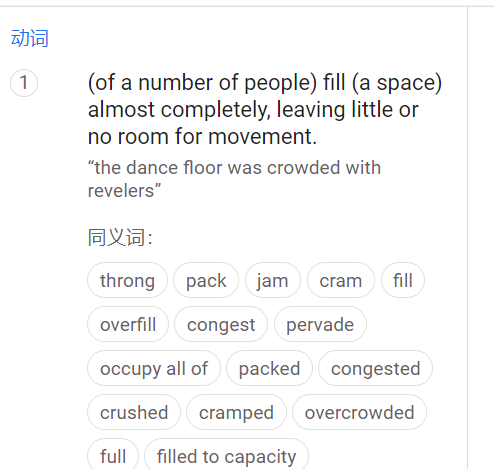 动词
1
(of a number of people) fill (a space)
almost completely, leaving little or
no room for movement.
“the dance floor was crowded with
revelers”
同义词：
throng pack jam cram fill
overfill congest pervade
occupy all of packed congested
crushed cramped overcrowded
full filled to capacity